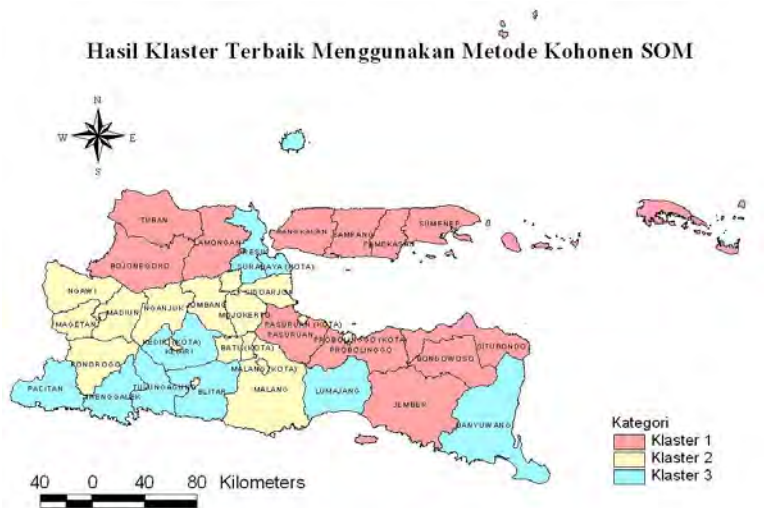 Hasil Klaster Terbaik Menggunakan Metode Kohonen SOM
N
W E
S
TUBAN
LAMONGAN
BOJONEGORO
GRESIK
SURABAYA (KOTA)
BANGKALAN
SAMPANG
PAMEKASAN
SUMENEP
NGAWI
MAGETAN
MADIUN
NGANJUK
JOMBANG
SIDOARJO
MOJOKERTO
PASURUAN (KOTA)
PASURUAN
PROBOLINGGO (KOTA)
PROBOLINGGO
SITUBONDO
BONDOWOSO
KEDIRI (KOTA)
KEDIRI
BATU (KOTA)
MALANG (KOTA)
MALANG
PONOROGO
PACITAN
TRENGGALEK
TULUNGAGUNG
BLITAR
LUMAJANG
JEMBER
BANYUWANGI
Kategori
Klaster 1
Klaster 2
Klaster 3
40 0 40 80 Kilometers